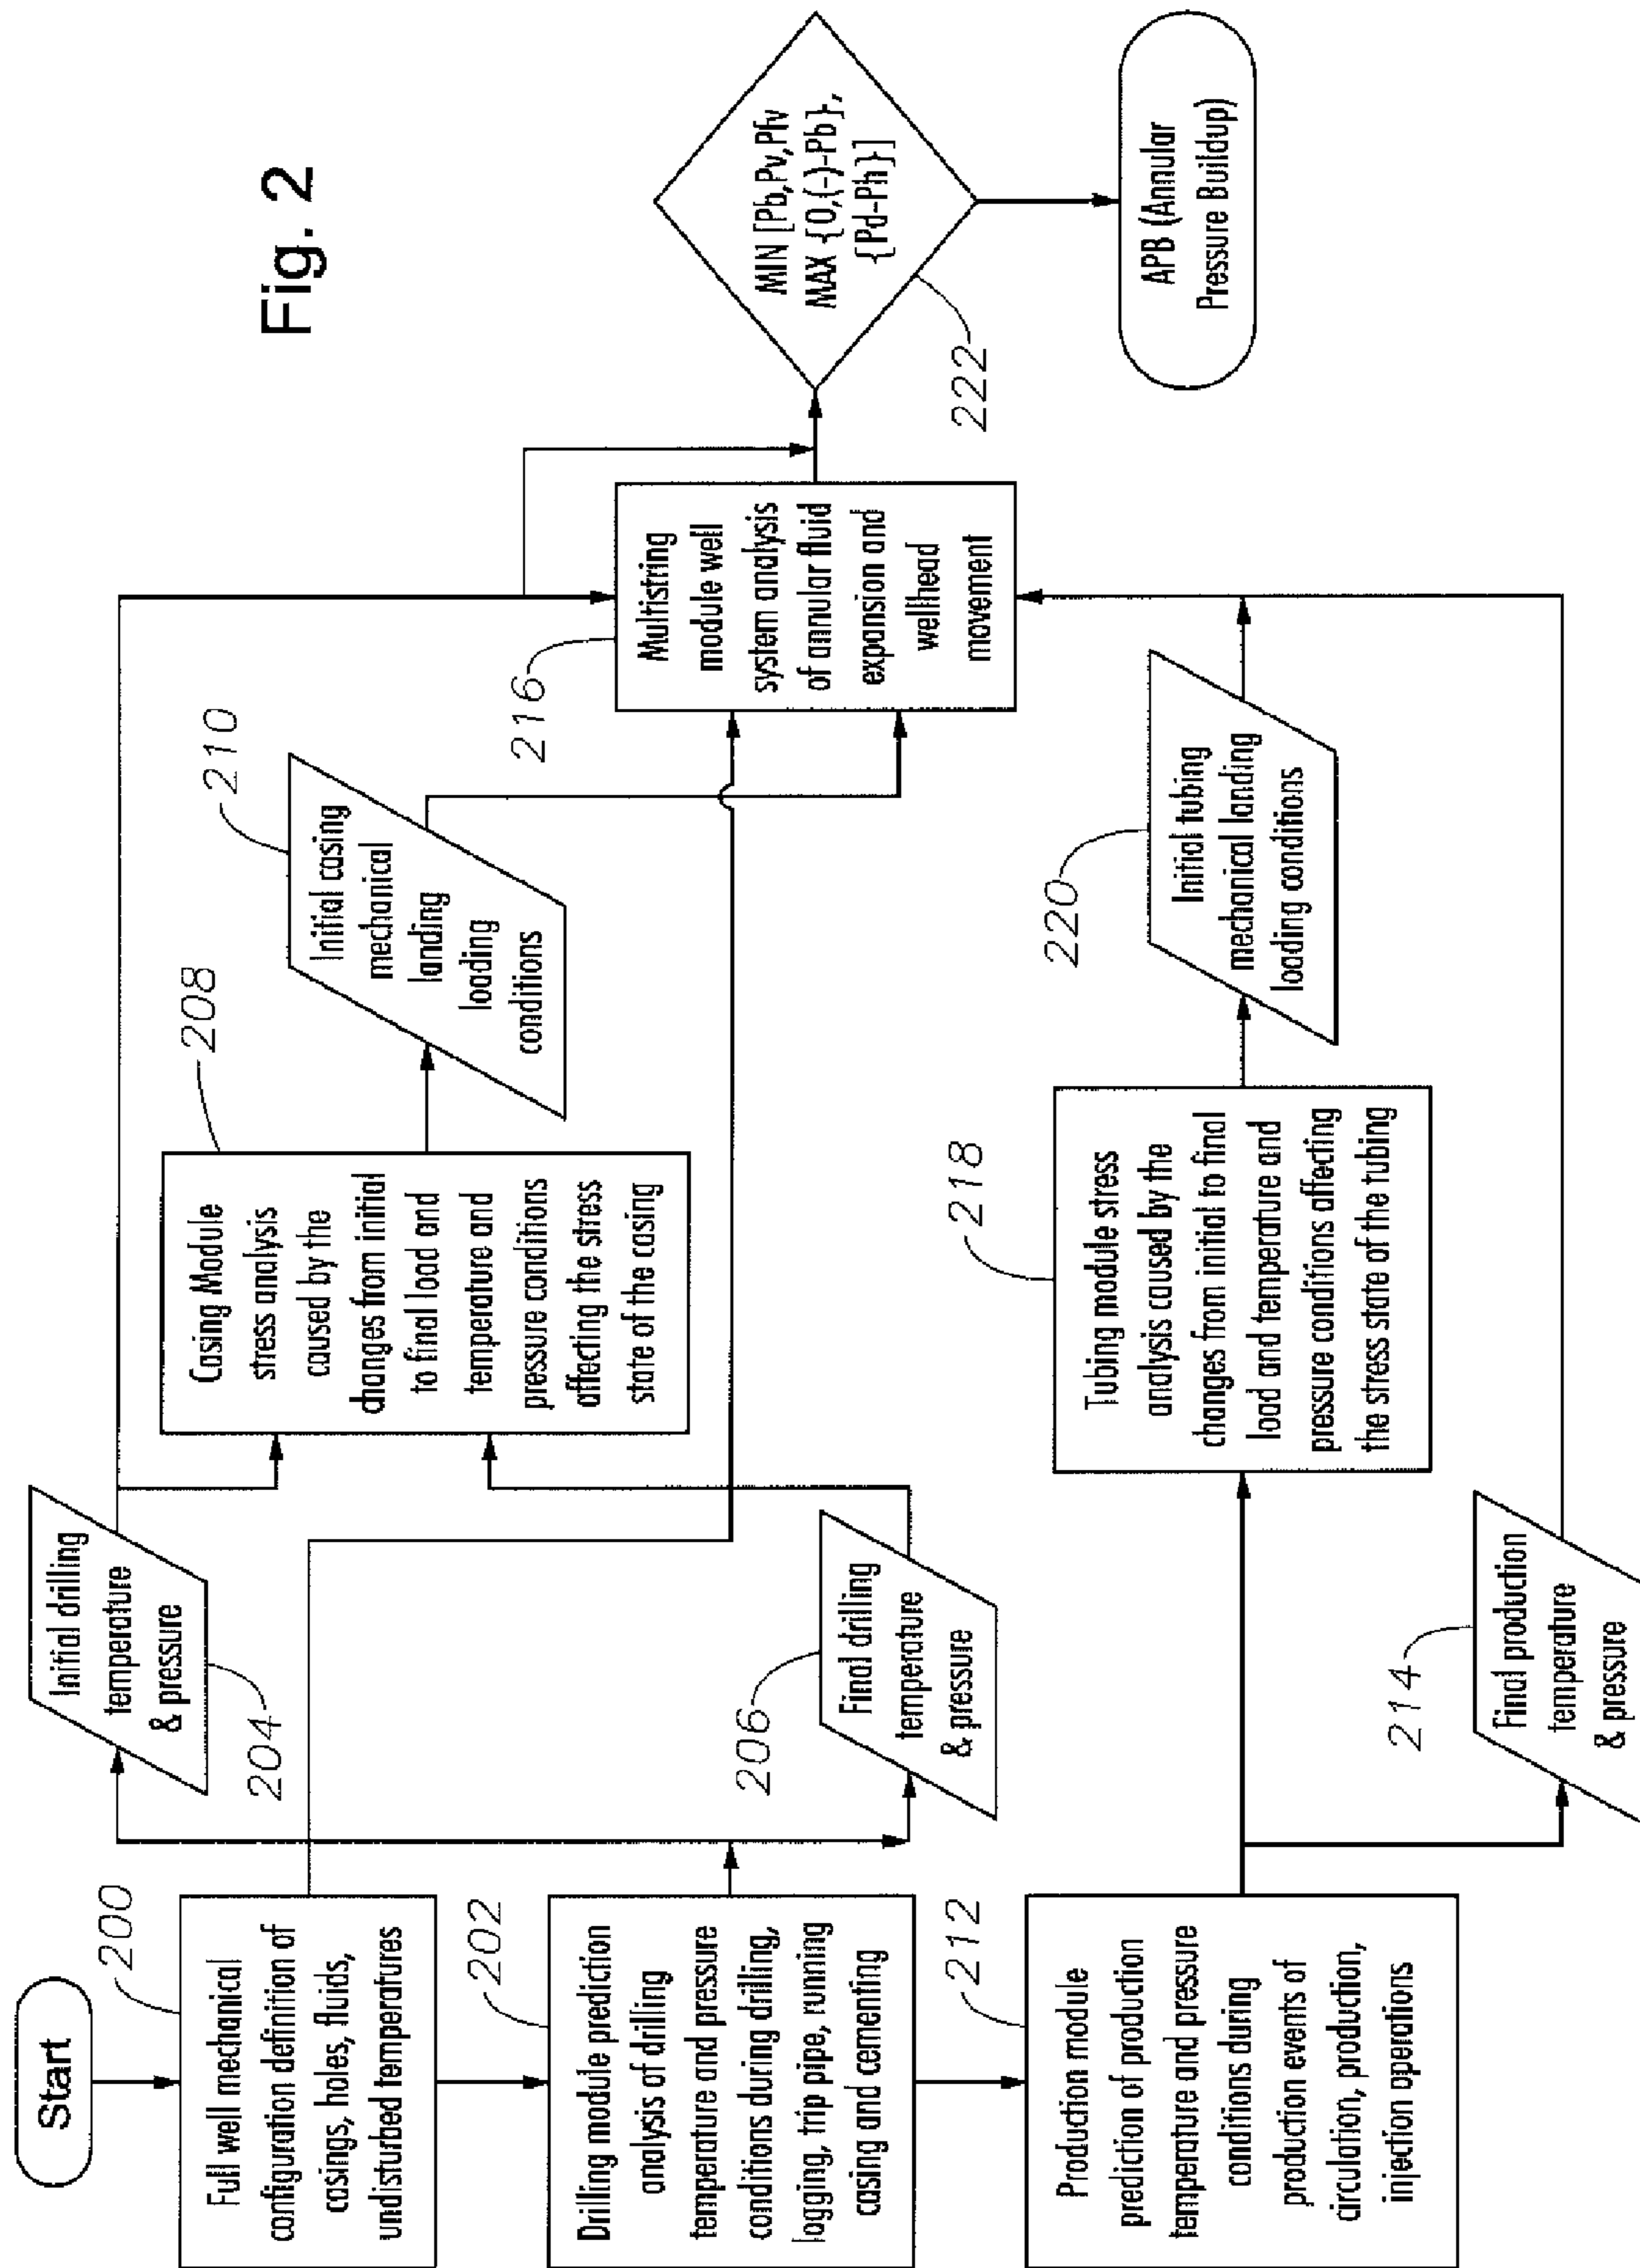 Fig. 2
Start
200
Full well mechanical
configuration definition of
casings, holes, fluids,
undisturbed temperatures
202
Drilling module prediction
analysis of drilling
temperature and pressure
conditions during drilling,
logging, trip pipe, running
casing and cementing
212
Production module
prediction of production
temperature and pressure
conditions during
production events of
circulation, production,
injection operations
Initial drilling
temperature
& pressure
204
206
Final drilling
temperature
& pressure
214
Final production
temperature
& pressure
208
Casing Module
stress analysis
caused by the
changes from initial
to final load and
temperature and
pressure conditions
affecting the stress
state of the casing
218
Tubing module stress
analysis caused by the
changes from initial to final
load and temperature and
pressure conditions affecting
the stress state of the tubing
210
Initial casing
mechanical
landing
loading
conditions
220
Initial tubing
mechanical landing
loading conditions
216
Multistring
module well
system analysis
of annular fluid
expansion and
wellhead
movement
MIN [Pb,Pv,Pfv
MAX {0,(-)-Pb},
{Pd-Ph}]
222
APB (Annular
Pressure Buildup)